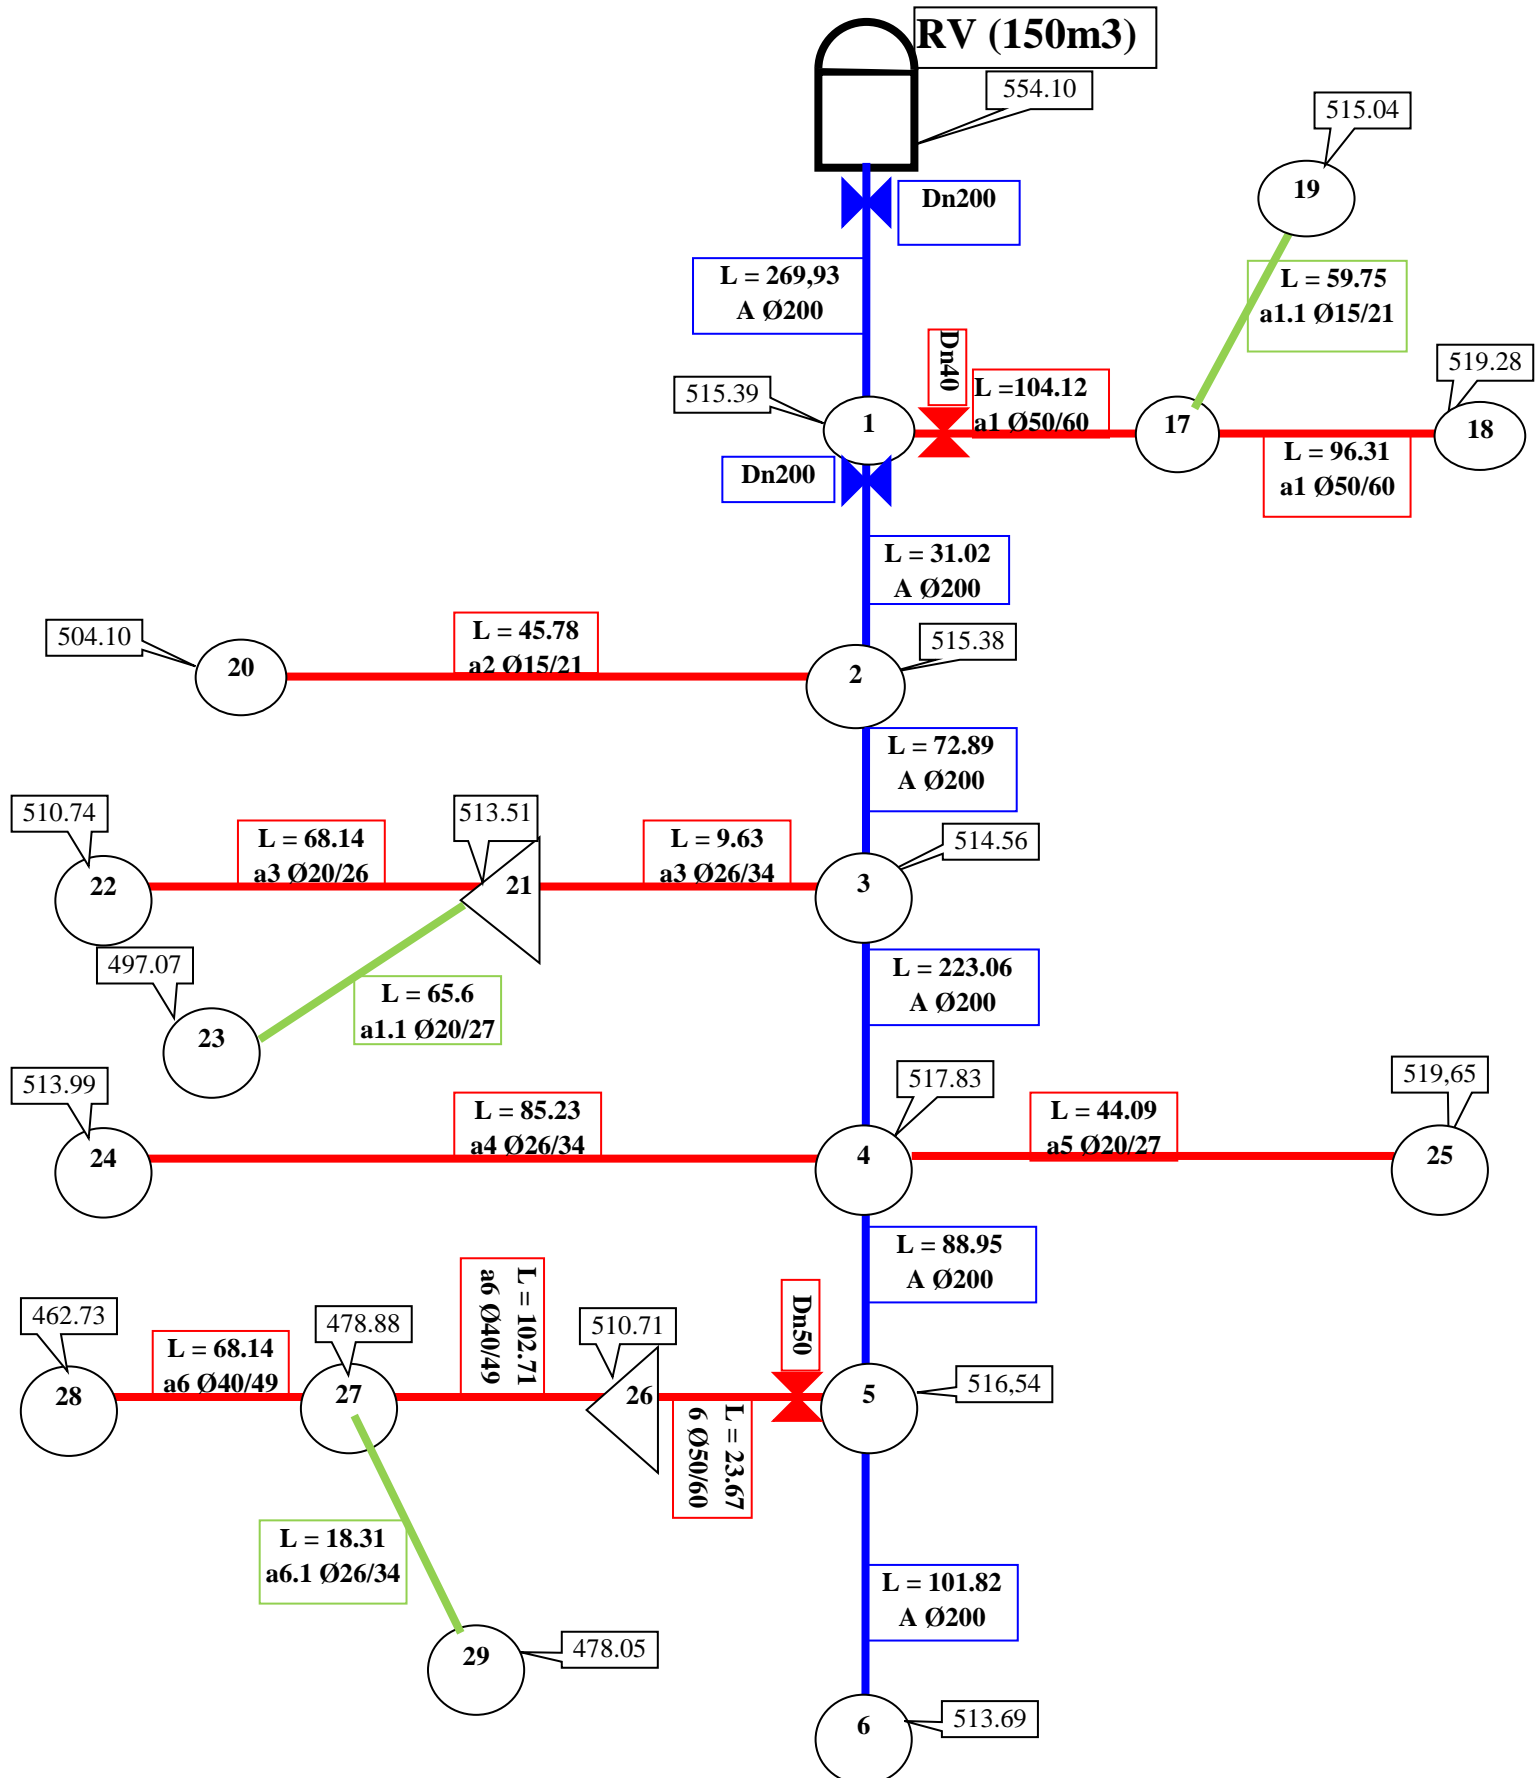 RV (150m3)
554.10
515.04
19
Dn200
L = 269,93
A Ø200
L = 59.75
a1.1 Ø15/21
Dn40
515.39
1
L =104.12
a1 Ø50/60
17
519.28
18
L = 96.31
a1 Ø50/60
Dn200
L = 31.02
A Ø200
504.10
20
L = 45.78
a2 Ø15/21
2
515.38
L = 72.89
A Ø200
510.74
22
L = 68.14
a3 Ø20/26
513.51
21
L = 9.63
a3 Ø26/34
3
514.56
497.07
23
L = 65.6
a1.1 Ø20/27
L = 223.06
A Ø200
513.99
24
L = 85.23
a4 Ø26/34
4
517.83
L = 44.09
a5 Ø20/27
519,65
25
L = 88.95
A Ø200
462.73
28
L = 68.14
a6 Ø40/49
478.88
27
L = 102.71
a6 Ø40/49
510.71
26
Dn50
L = 23.67
6 Ø50/60
5
516,54
L = 18.31
a6.1 Ø26/34
29
478.05
L = 101.82
A Ø200
6
513.69